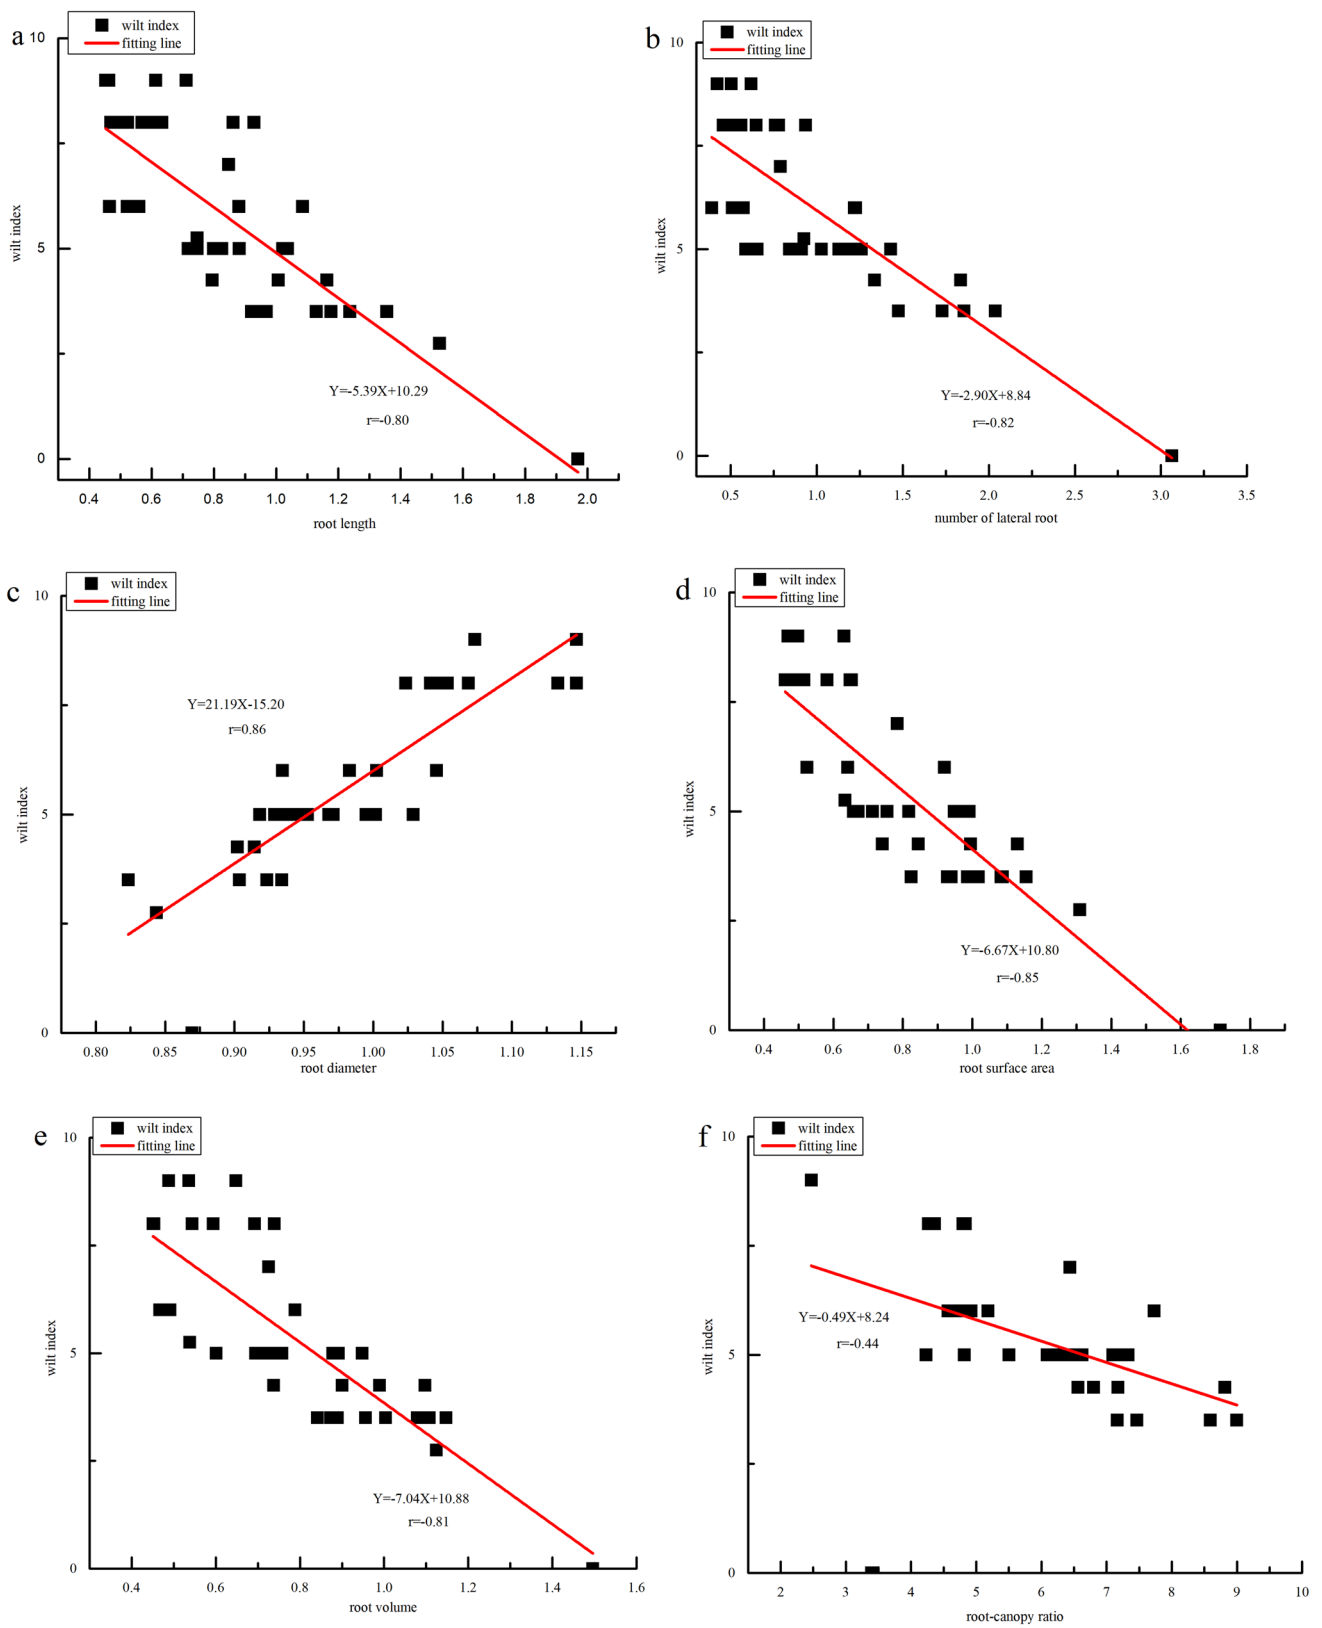 a
wilt index
fitting line
10
5
0
wilt index
Y=-5.39X+10.29
r=-0.80
0.4 0.6 0.8 1.0 1.2 1.4 1.6 1.8 2.0
root length
b
wilt index
fitting line
10
5
0
wilt index
Y=-2.90X+8.84
r=-0.82
0.5 1.0 1.5 2.0 2.5 3.0 3.5
number of lateral root
c
wilt index
fitting line
10
5
0
wilt index
Y=21.19X-15.20
r=0.86
0.80 0.85 0.90 0.95 1.00 1.05 1.10 1.15
root diameter
d
wilt index
fitting line
10
5
0
wilt index
Y=-6.67X+10.80
r=-0.85
0.4 0.6 0.8 1.0 1.2 1.4 1.6 1.8
root surface area
e
wilt index
fitting line
10
5
0
wilt index
Y=-7.04X+10.88
r=-0.81
0.4 0.6 0.8 1.0 1.2 1.4 1.6
root volume
f
wilt index
fitting line
10
5
0
wilt index
Y=-0.49X+8.24
r=-0.44
2 3 4 5 6 7 8 9 10
root-canopy ratio